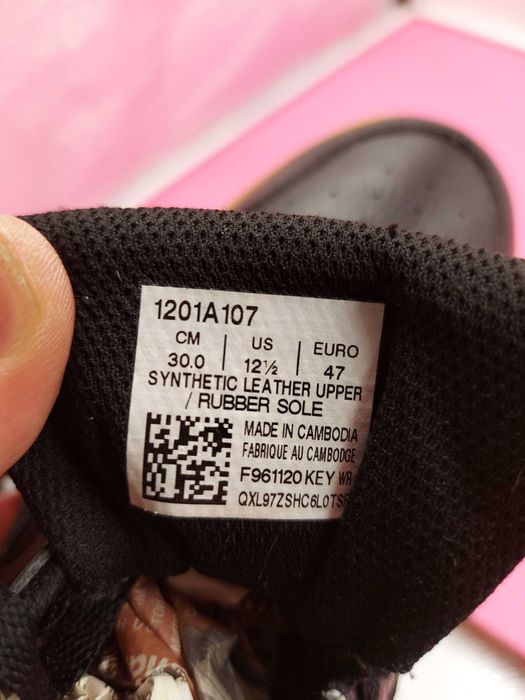 1201A107
CM | US | EURO
30.0 | 12½ | 47
SYNTHETIC LEATHER UPPER
/ RUBBER SOLE
MADE IN CAMBODIA
FABRIQUE AU CAMBODGE
F961120 KEY WR